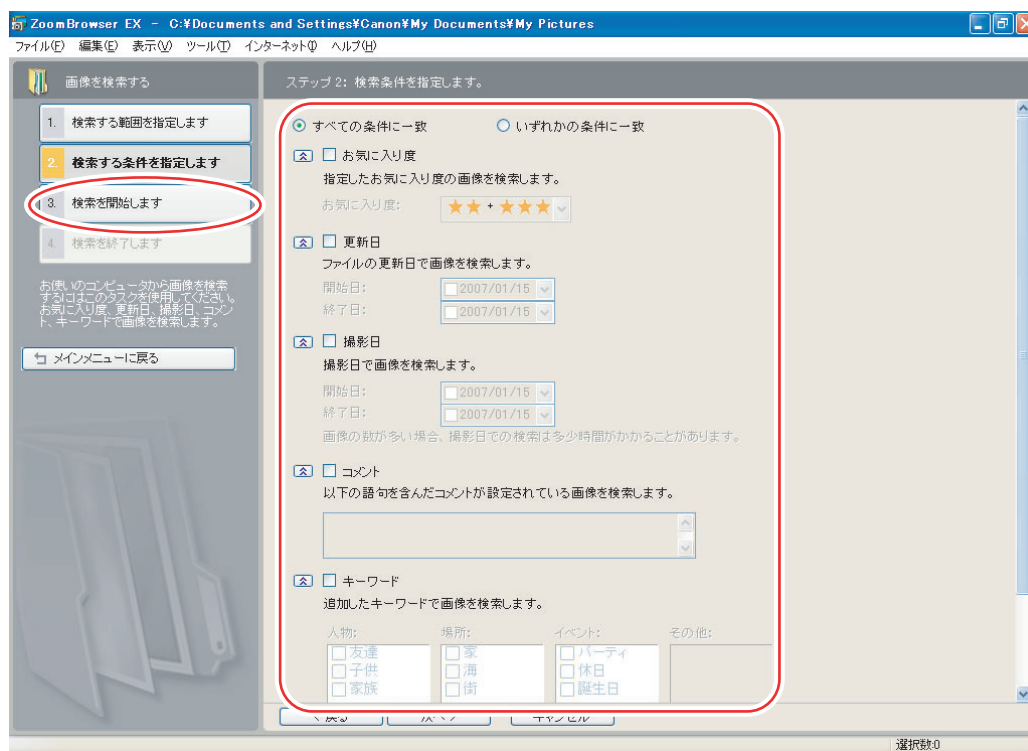 ZoomBrowser EX - C:¥Documents and Settings¥Canon¥My Documents¥My Pictures
ファイル(F) 編集(E) 表示(V) ツール(T) インターネット(I) ヘルプ(H)
画像を検索する
1. 検索する範囲を指定します
2. 検索する条件を指定します
3. 検索を開始します
4. 検索を終了します
お使いのコンピュータから画像を検索
するにはこのタスクを使用してください。
お気に入り度、更新日、撮影日、コメン
ト、キーワードで画像を検索します。
メインメニューに戻る
ステップ 2: 検索条件を指定します。
すべての条件に一致 いずれかの条件に一致
お気に入り度
指定したお気に入り度の画像を検索します。
お気に入り度: ★★+★★★
更新日
ファイルの更新日で画像を検索します。
開始日: 2007/01/15
終了日: 2007/01/15
撮影日
撮影日で画像を検索します。
開始日: 2007/01/15
終了日: 2007/01/15
画像の数が多い場合、撮影日での検索は多少時間がかかることがあります。
コメント
以下の語句を含んだコメントが設定されている画像を検索します。
キーワード
追加したキーワードで画像を検索します。
人物: 場所: イベント: その他:
友達 家 パーティ
子供 海 休日
家族 街 誕生日
< 戻る 次へ > キャンセル
選択数:0